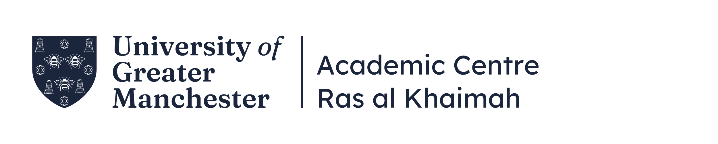 University of
Greater
Manchester
Academic Centre
Ras al Khaimah